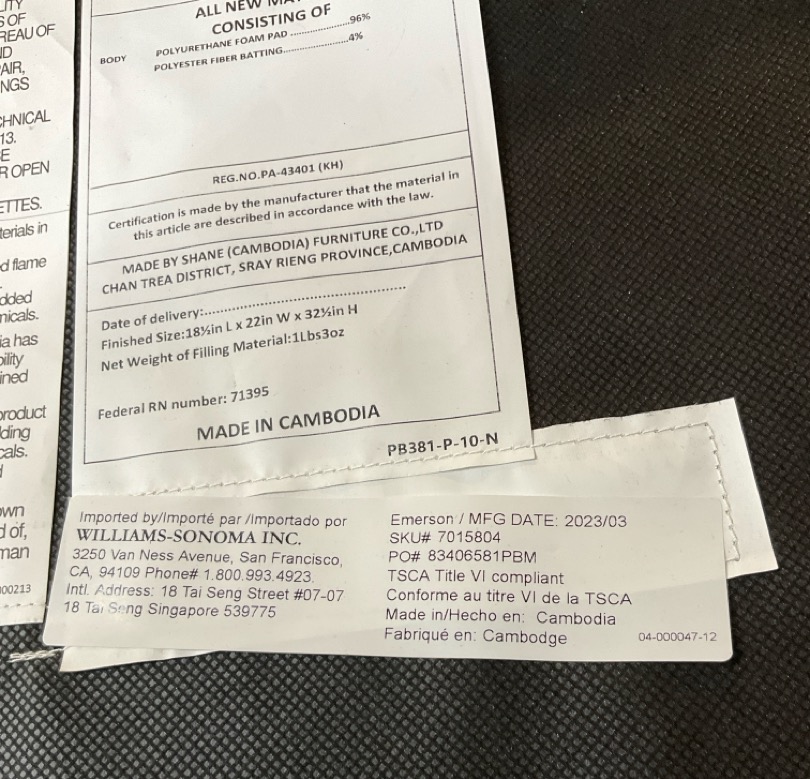 S OF
REAU OF
AIR,
NGS
CHNICAL
13.
E
R OPEN
ETTES.
terials in
d flame
dded
nicals.
ia has
bility
ined
product
ding
cals.
own
d of,
man
00213
ALL NEW
CONSISTING OF
BODY POLYURETHANE FOAM PAD ....................96%
POLYESTER FIBER BATTING....................4%
REG.NO.PA-43401 (KH)
Certification is made by the manufacturer that the material in
this article are described in accordance with the law.
MADE BY SHANE (CAMBODIA) FURNITURE CO.,LTD
CHAN TREA DISTRICT, SRAY RIENG PROVINCE,CAMBODIA
Date of delivery:..................................................
Finished Size:18½in L x 22in W x 32½in H
Net Weight of Filling Material:1Lbs3oz
Federal RN number: 71395
MADE IN CAMBODIA
PB381-P-10-N
Imported by/Importé par /Importado por
WILLIAMS-SONOMA INC.
3250 Van Ness Avenue, San Francisco,
CA, 94109 Phone# 1.800.993.4923.
Intl. Address: 18 Tai Seng Street #07-07
18 Tai Seng Singapore 539775
Emerson / MFG DATE: 2023/03
SKU# 7015804
PO# 83406581PBM
TSCA Title VI compliant
Conforme au titre VI de la TSCA
Made in/Hecho en: Cambodia
Fabriqué en: Cambodge
04-000047-12